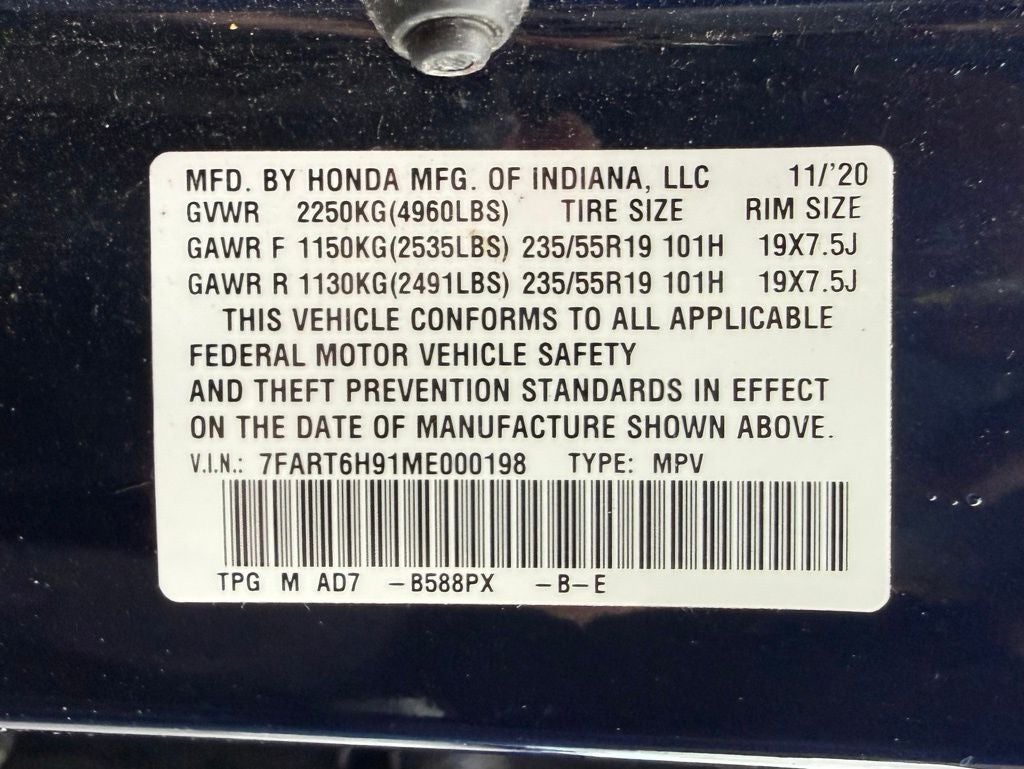 MFD. BY HONDA MFG. OF INDIANA, LLC 11/'20
GVWR 2250KG(4960LBS) TIRE SIZE RIM SIZE
GAWR F 1150KG(2535LBS) 235/55R19 101H 19X7.5J
GAWR R 1130KG(2491LBS) 235/55R19 101H 19X7.5J
THIS VEHICLE CONFORMS TO ALL APPLICABLE
FEDERAL MOTOR VEHICLE SAFETY
AND THEFT PREVENTION STANDARDS IN EFFECT
ON THE DATE OF MANUFACTURE SHOWN ABOVE.
V.I.N.: 7FART6H91ME000198 TYPE: MPV
TPG M AD7 -B588PX -B-E